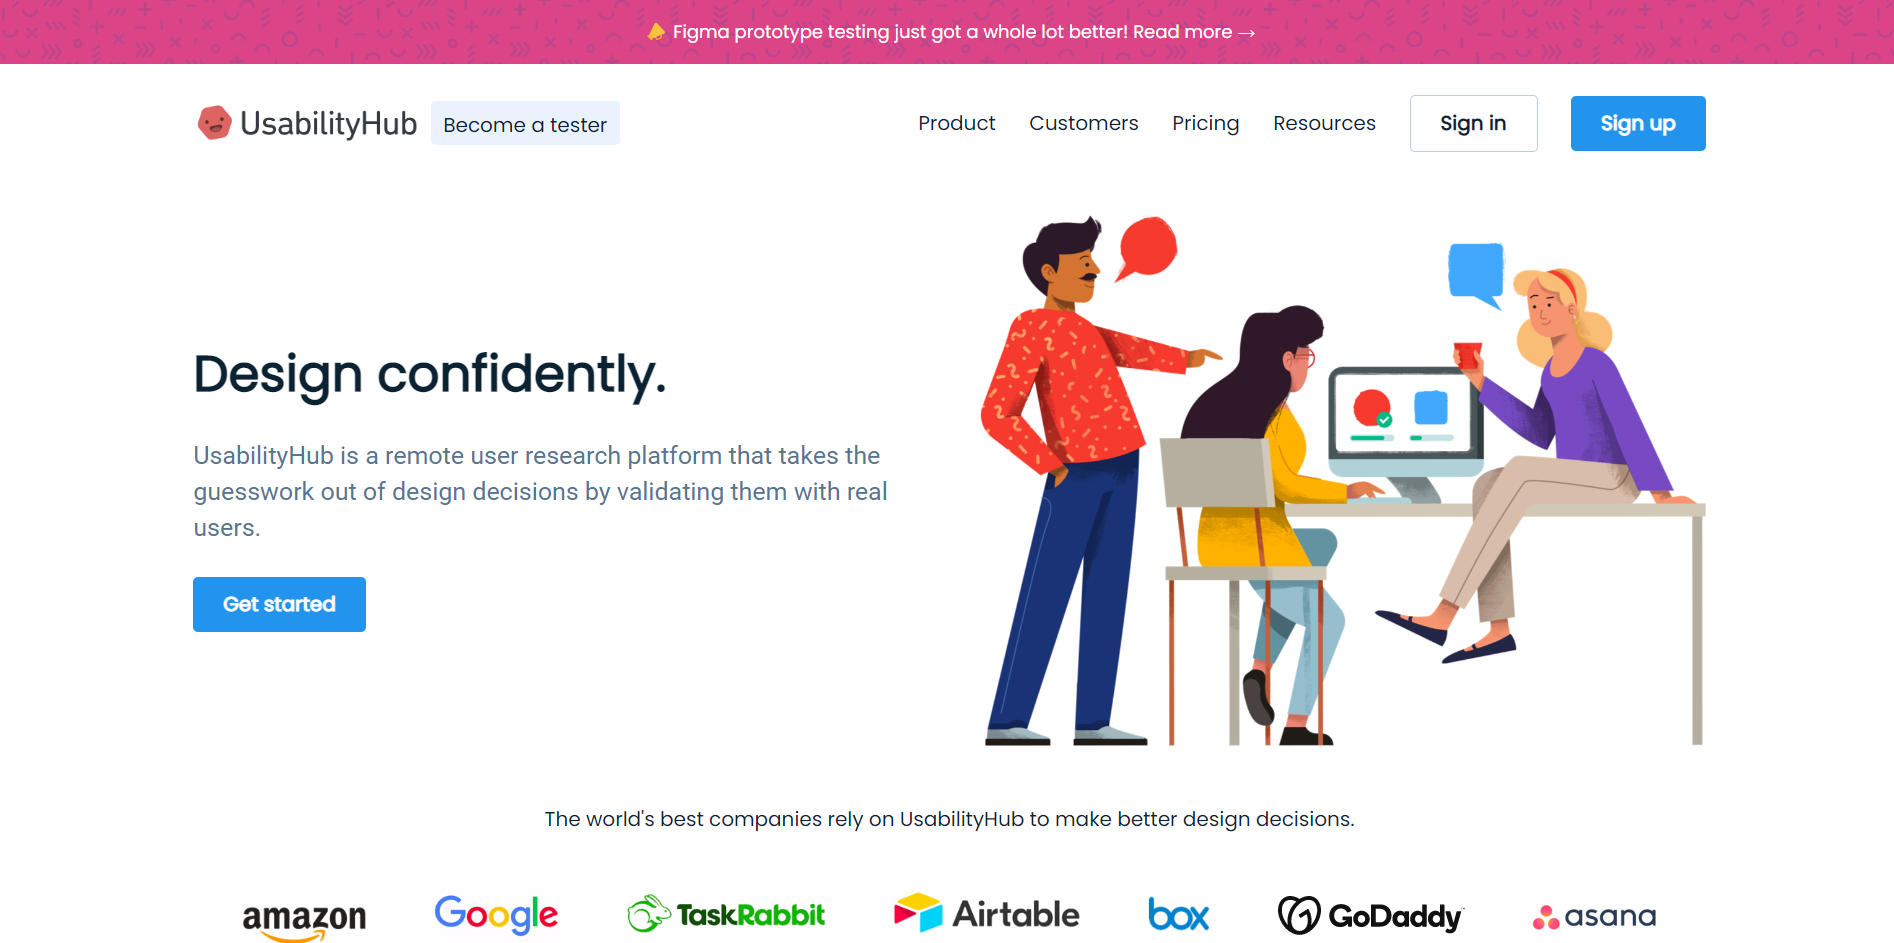 Figma prototype testing just got a whole lot better! Read more →
UsabilityHub
Become a tester
Product
Customers
Pricing
Resources
Sign in
Sign up
Design confidently.
UsabilityHub is a remote user research platform that takes the
guesswork out of design decisions by validating them with real
users.
Get started
The world's best companies rely on UsabilityHub to make better design decisions.
amazon
Google
TaskRabbit
Airtable
box
GoDaddy
asana